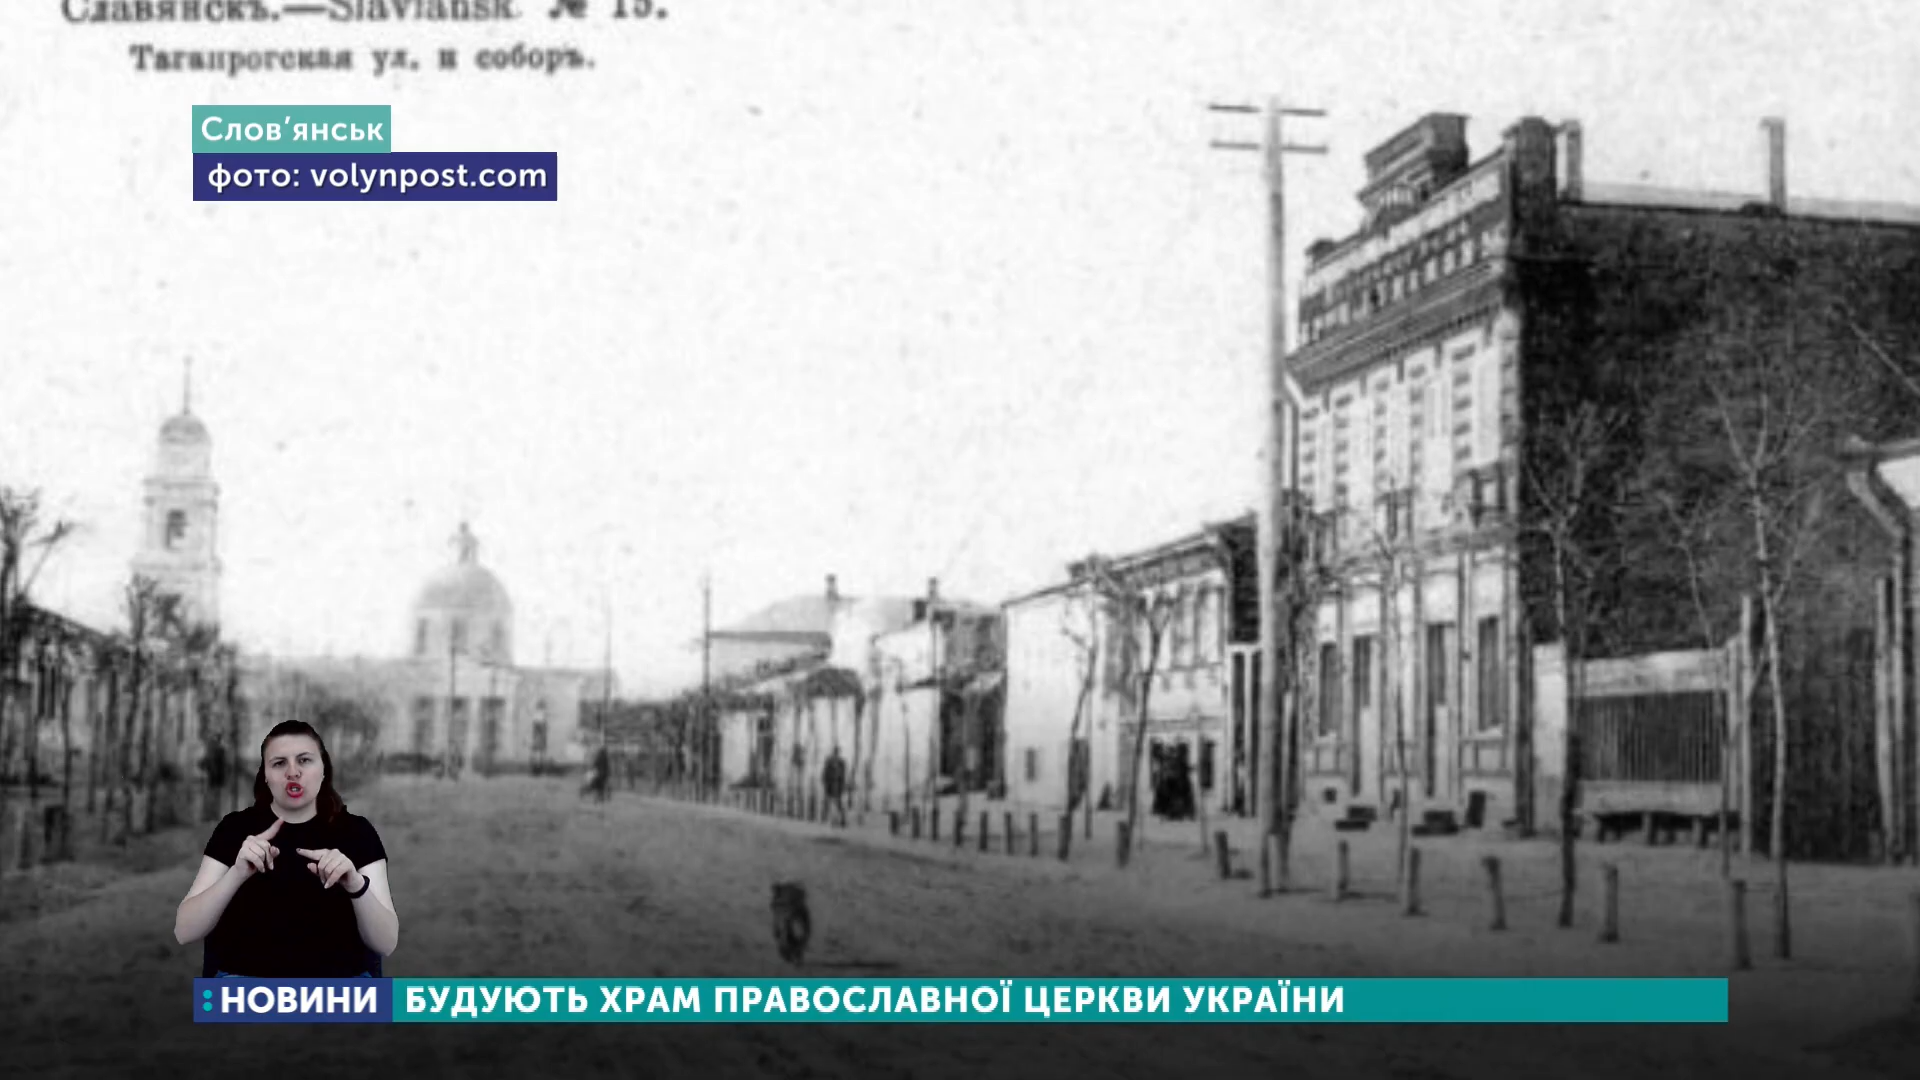 Славянскъ.—Slaviansk. № 15.
Таганрогская ул. и соборъ.
Слов’янськ
фото: volynpost.com
:НОВИНИ БУДУЮТЬ ХРАМ ПРАВОСЛАВНОЇ ЦЕРКВИ УКРАЇНИ